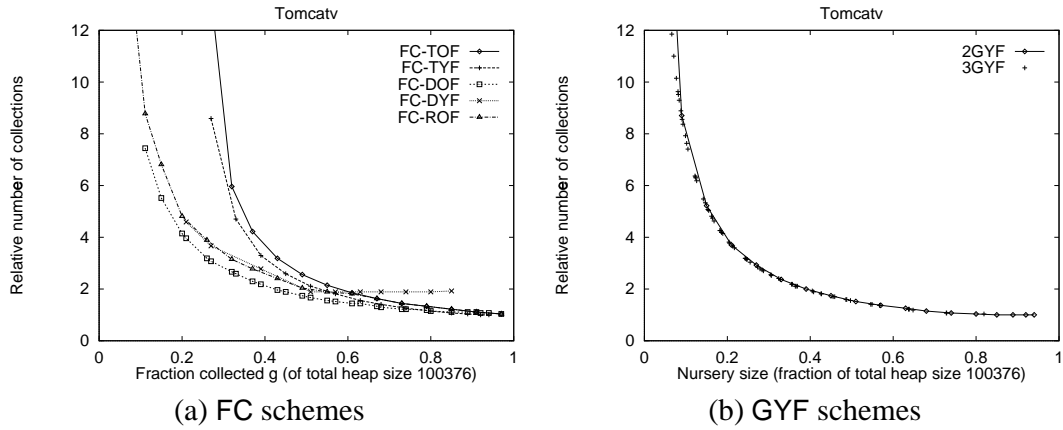 Tomcatv
12
10
8
6
4
2
0
Relative number of collections
FC-TOF
FC-TYF
FC-DOF
FC-DYF
FC-ROF
0 0.2 0.4 0.6 0.8 1
Fraction collected g (of total heap size 100376)
(a) FC schemes
Tomcatv
12
10
8
6
4
2
0
Relative number of collections
2GYF
3GYF
0 0.2 0.4 0.6 0.8 1
Nursery size (fraction of total heap size 100376)
(b) GYF schemes